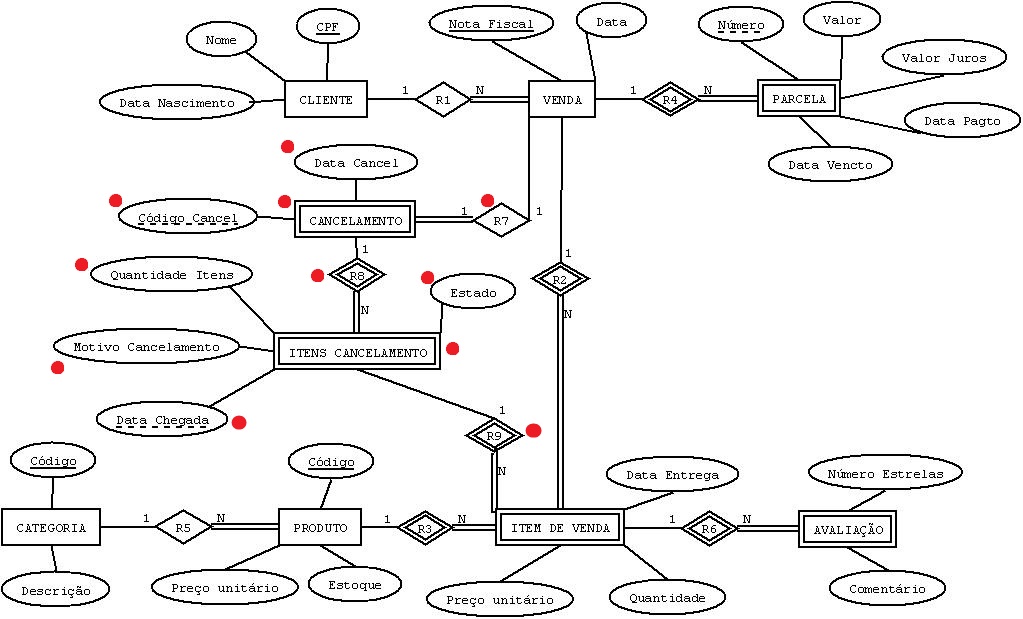 CPF
Nome
Nota Fiscal
Data
Número
Valor
Valor Juros
Data Nascimento
CLIENTE
1
R1
N
VENDA
1
R4
N
PARCELA
Data Pagto
Data Vencto
Data Cancel
Código Cancel
CANCELAMENTO
1
R7
1
1
R8
N
1
R2
N
Quantidade Itens
Estado
Motivo Cancelamento
ITENS CANCELAMENTO
Data Chegada
1
R9
N
Código
Código
Data Entrega
Número Estrelas
CATEGORIA
1
R5
N
PRODUTO
1
R3
N
ITEM DE VENDA
1
R6
N
AVALIAÇÃO
Descrição
Preço unitário
Estoque
Preço unitário
Quantidade
Comentário